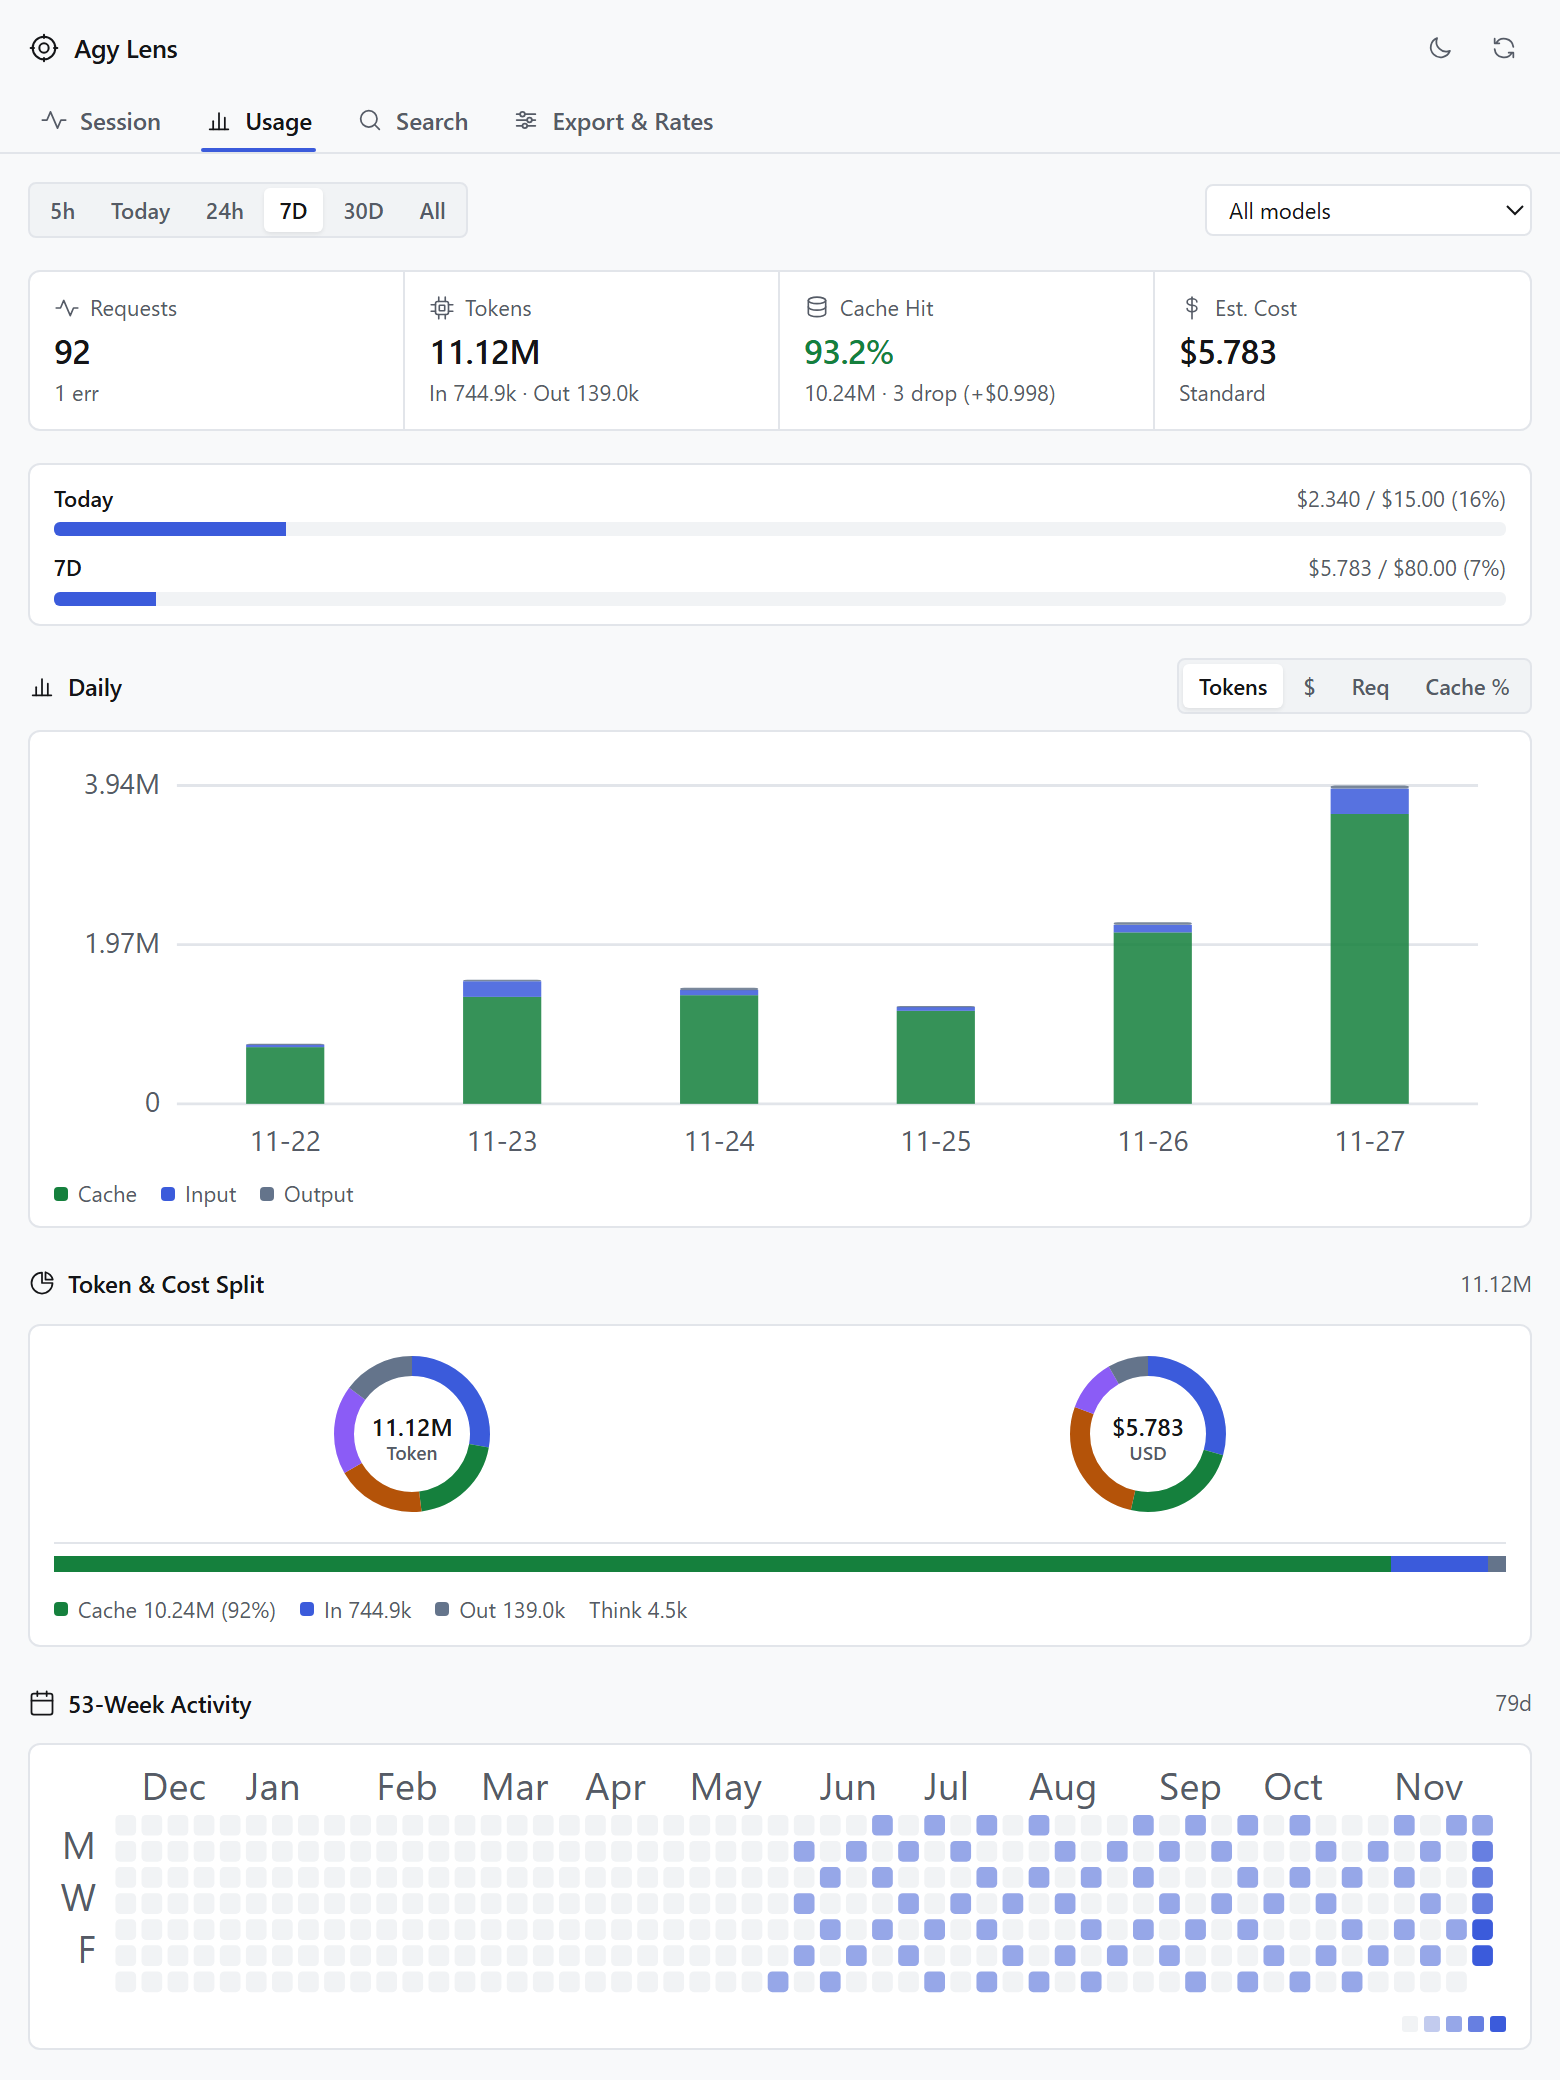 Agy Lens
Session Usage Search Export & Rates
5h Today 24h 7D 30D All All models
Requests Tokens Cache Hit Est. Cost
92 11.12M 93.2% $5.783
1 err In 744.9k · Out 139.0k 10.24M · 3 drop (+$0.998) Standard
Today $2.340 / $15.00 (16%)
7D $5.783 / $80.00 (7%)
Daily Tokens $ Req Cache %
3.94M
1.97M
0
11-22 11-23 11-24 11-25 11-26 11-27
Cache Input Output
Token & Cost Split 11.12M
11.12M $5.783
Token USD
Cache 10.24M (92%) In 744.9k Out 139.0k Think 4.5k
53-Week Activity 79d
Dec Jan Feb Mar Apr May Jun Jul Aug Sep Oct Nov
M
W
F